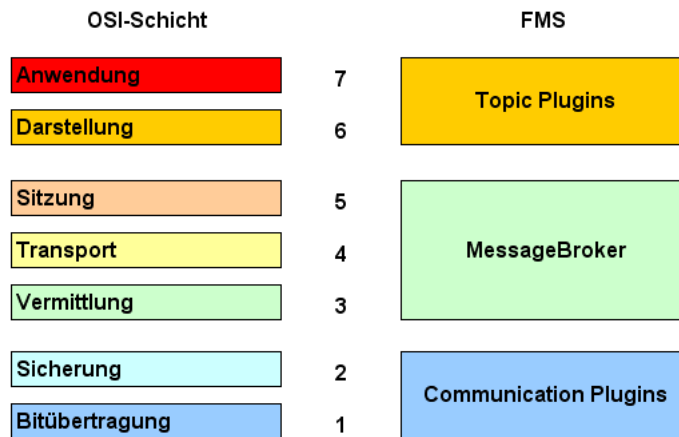 OSI-Schicht FMS
Anwendung 7
Topic Plugins
Darstellung 6
Sitzung 5
Transport 4 MessageBroker
Vermittlung 3
Sicherung 2
Communication Plugins
Bitübertragung 1